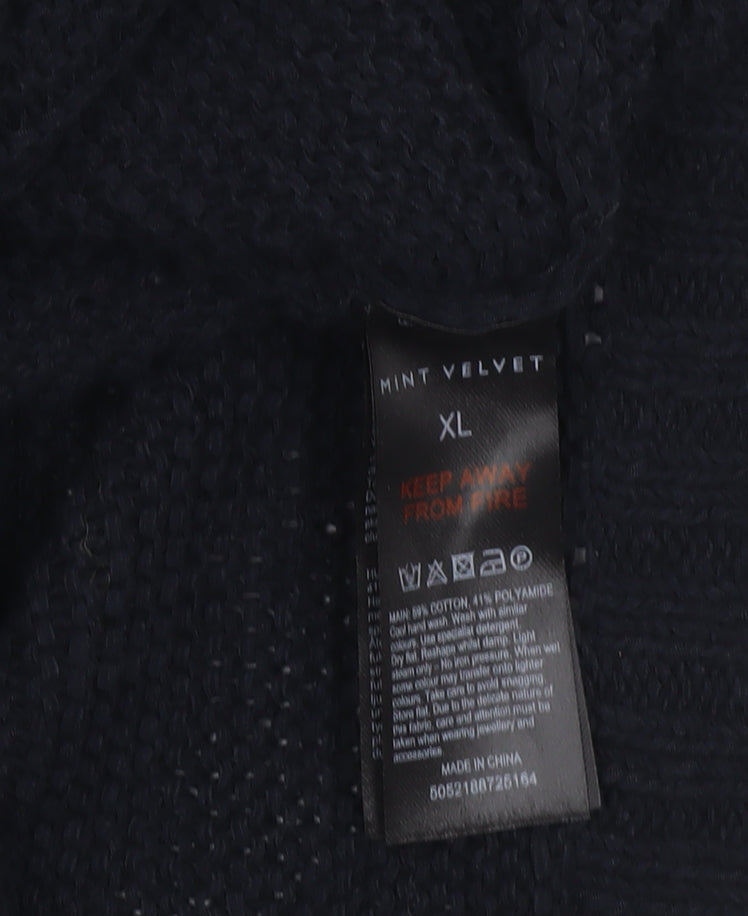 MINT VELVET
XL
KEEP AWAY
FROM FIRE
P
MAIN: 59% COTTON, 41% POLYAMIDE
Cool hand wash. Wash with similar
colours. Use specialist detergent.
Dry flat. Reshape whilst damp. Light
steam only - No iron pressure. When wet
some colour may transfer onto lighter
colours. Take care to avoid snagging.
Store flat. Due to the delicate nature of
this fabric, care and attention must be
taken when wearing jewellery and
accessories
MADE IN CHINA
5052188725164